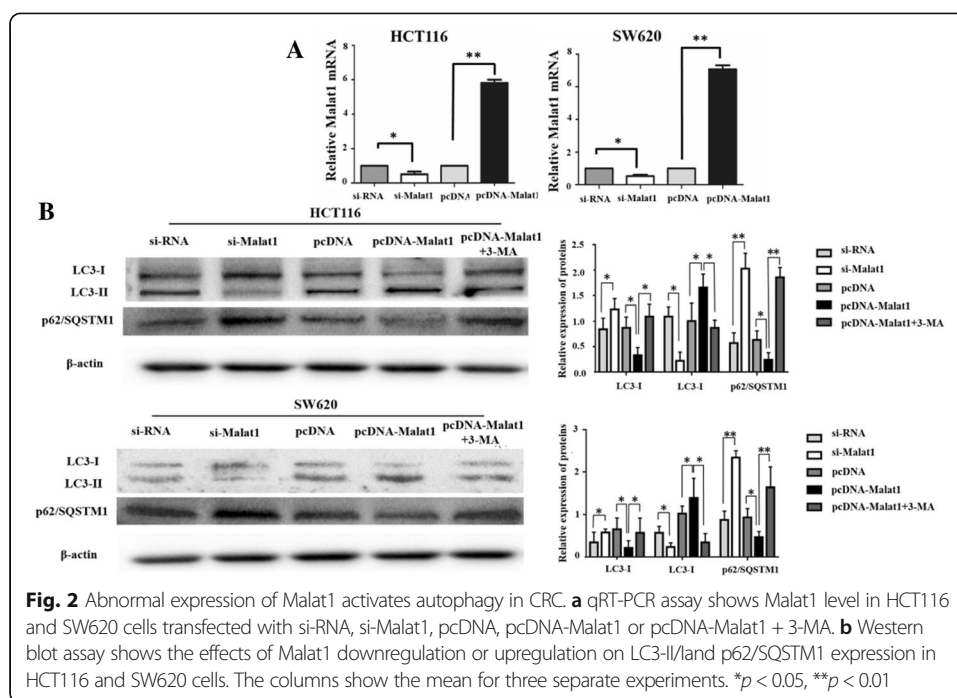 A
HCT116
SW620
Relative Malat1 mRNA
8
6
4
2
0
*
**
si-RNA
si-Malat1
pcDNA
pcDNA-Malat1
Relative Malat1 mRNA
8
6
4
2
0
*
**
si-RNA
si-Malat1
pcDNA
pcDNA-Malat1
B
HCT116
si-RNA
si-Malat1
pcDNA
pcDNA-Malat1
pcDNA-Malat1
+3-MA
LC3-I
LC3-II
p62/SQSTM1
β-actin
Relative expression of proteins
3
2
1
0
* * * * * * ** * **
LC3-I
LC3-I
p62/SQSTM1
si-RNA
si-Malat1
pcDNA
pcDNA-Malat1
pcDNA-Malat1+3-MA
SW620
si-RNA
si-Malat1
pcDNA
pcDNA-Malat1
pcDNA-Malat1
+3-MA
LC3-I
LC3-II
p62/SQSTM1
β-actin
Relative expression of proteins
3
2
1
0
* * * * * * ** * **
LC3-I
LC3-I
p62/SQSTM1
si-RNA
si-Malat1
pcDNA
pcDNA-Malat1
pcDNA-Malat1+3-MA
Fig. 2 Abnormal expression of Malat1 activates autophagy in CRC. a qRT-PCR assay shows Malat1 level in HCT116
and SW620 cells transfected with si-RNA, si-Malat1, pcDNA, pcDNA-Malat1 or pcDNA-Malat1 + 3-MA. b Western
blot assay shows the effects of Malat1 downregulation or upregulation on LC3-II/Iand p62/SQSTM1 expression in
HCT116 and SW620 cells. The columns show the mean for three separate experiments. *p < 0.05, **p < 0.01